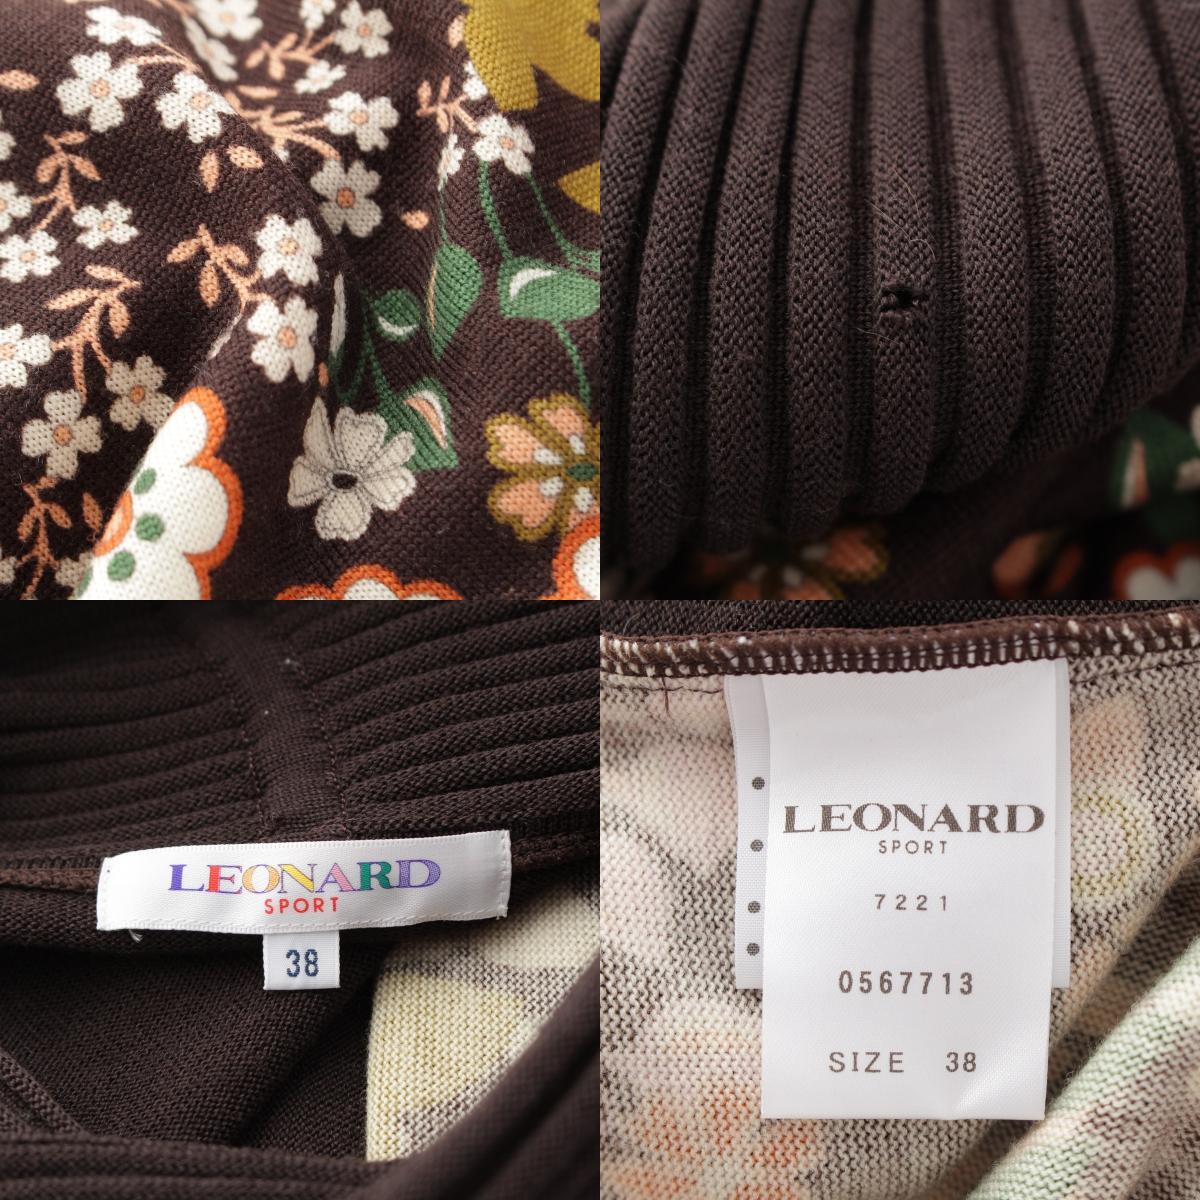 LEONARD
SPORT
38
LEONARD
SPORT
7221
0567713
SIZE 38